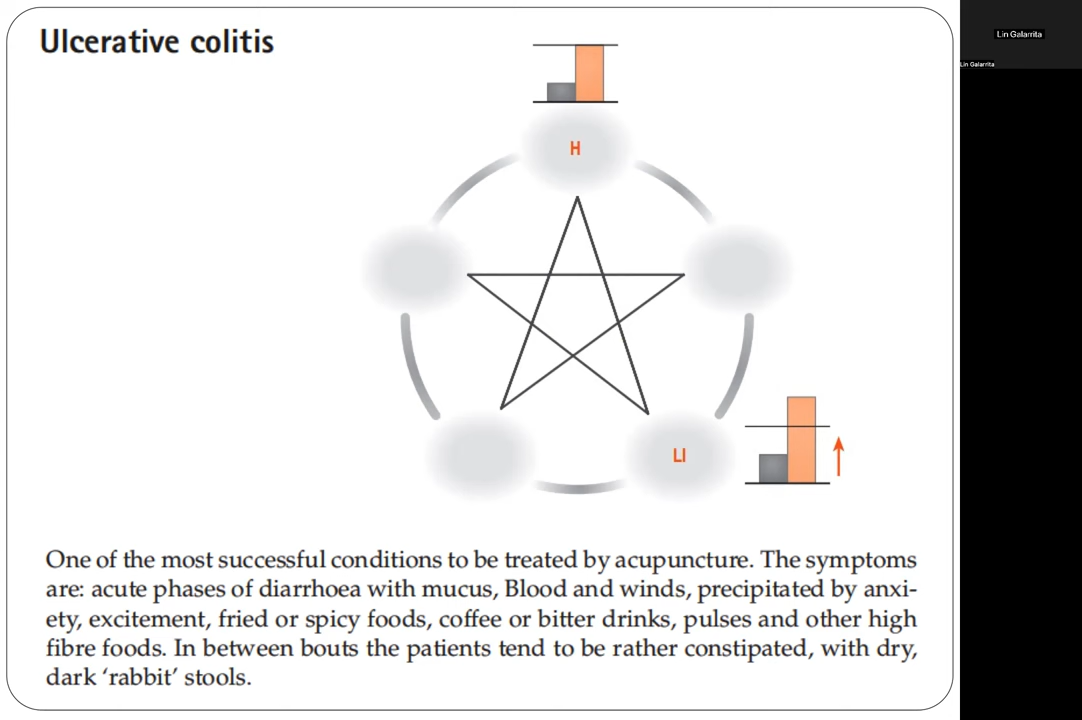 Ulcerative colitis
Lin Galarrita
Lin Galarrita
H
LI
One of the most successful conditions to be treated by acupuncture. The symptoms
are: acute phases of diarrhoea with mucus, Blood and winds, precipitated by anxi-
ety, excitement, fried or spicy foods, coffee or bitter drinks, pulses and other high
fibre foods. In between bouts the patients tend to be rather constipated, with dry,
dark ‘rabbit’ stools.